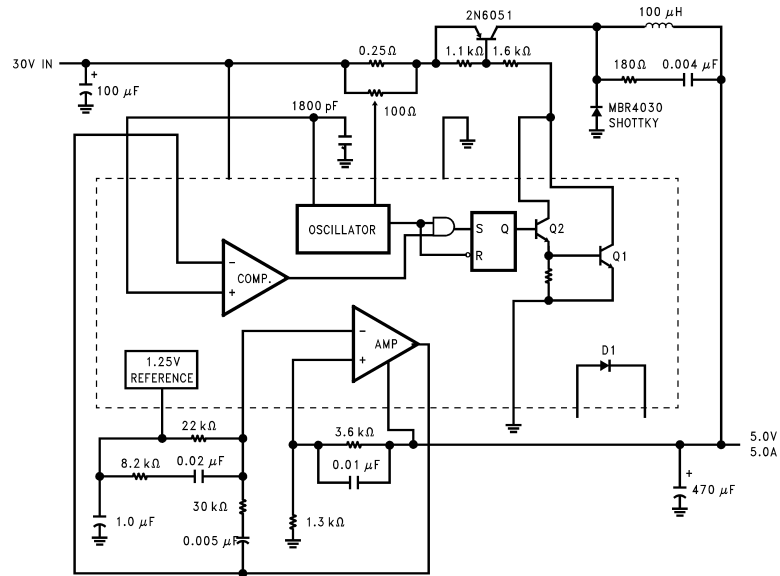 2N6051
100 μH
30V IN
0.25Ω
1.1 kΩ
1.6 kΩ
180Ω
0.004 μF
+
100 μF
1800 pF
100Ω
MBR4030
SHOTTKY
OSCILLATOR
S
Q
R
Q2
Q1
−
COMP.
+
−
AMP
+
1.25V
REFERENCE
D1
22 kΩ
3.6 kΩ
5.0V
5.0A
8.2 kΩ
0.02 μF
0.01 μF
+
470 μF
30 kΩ
1.0 μF
1.3 kΩ
0.005 μF